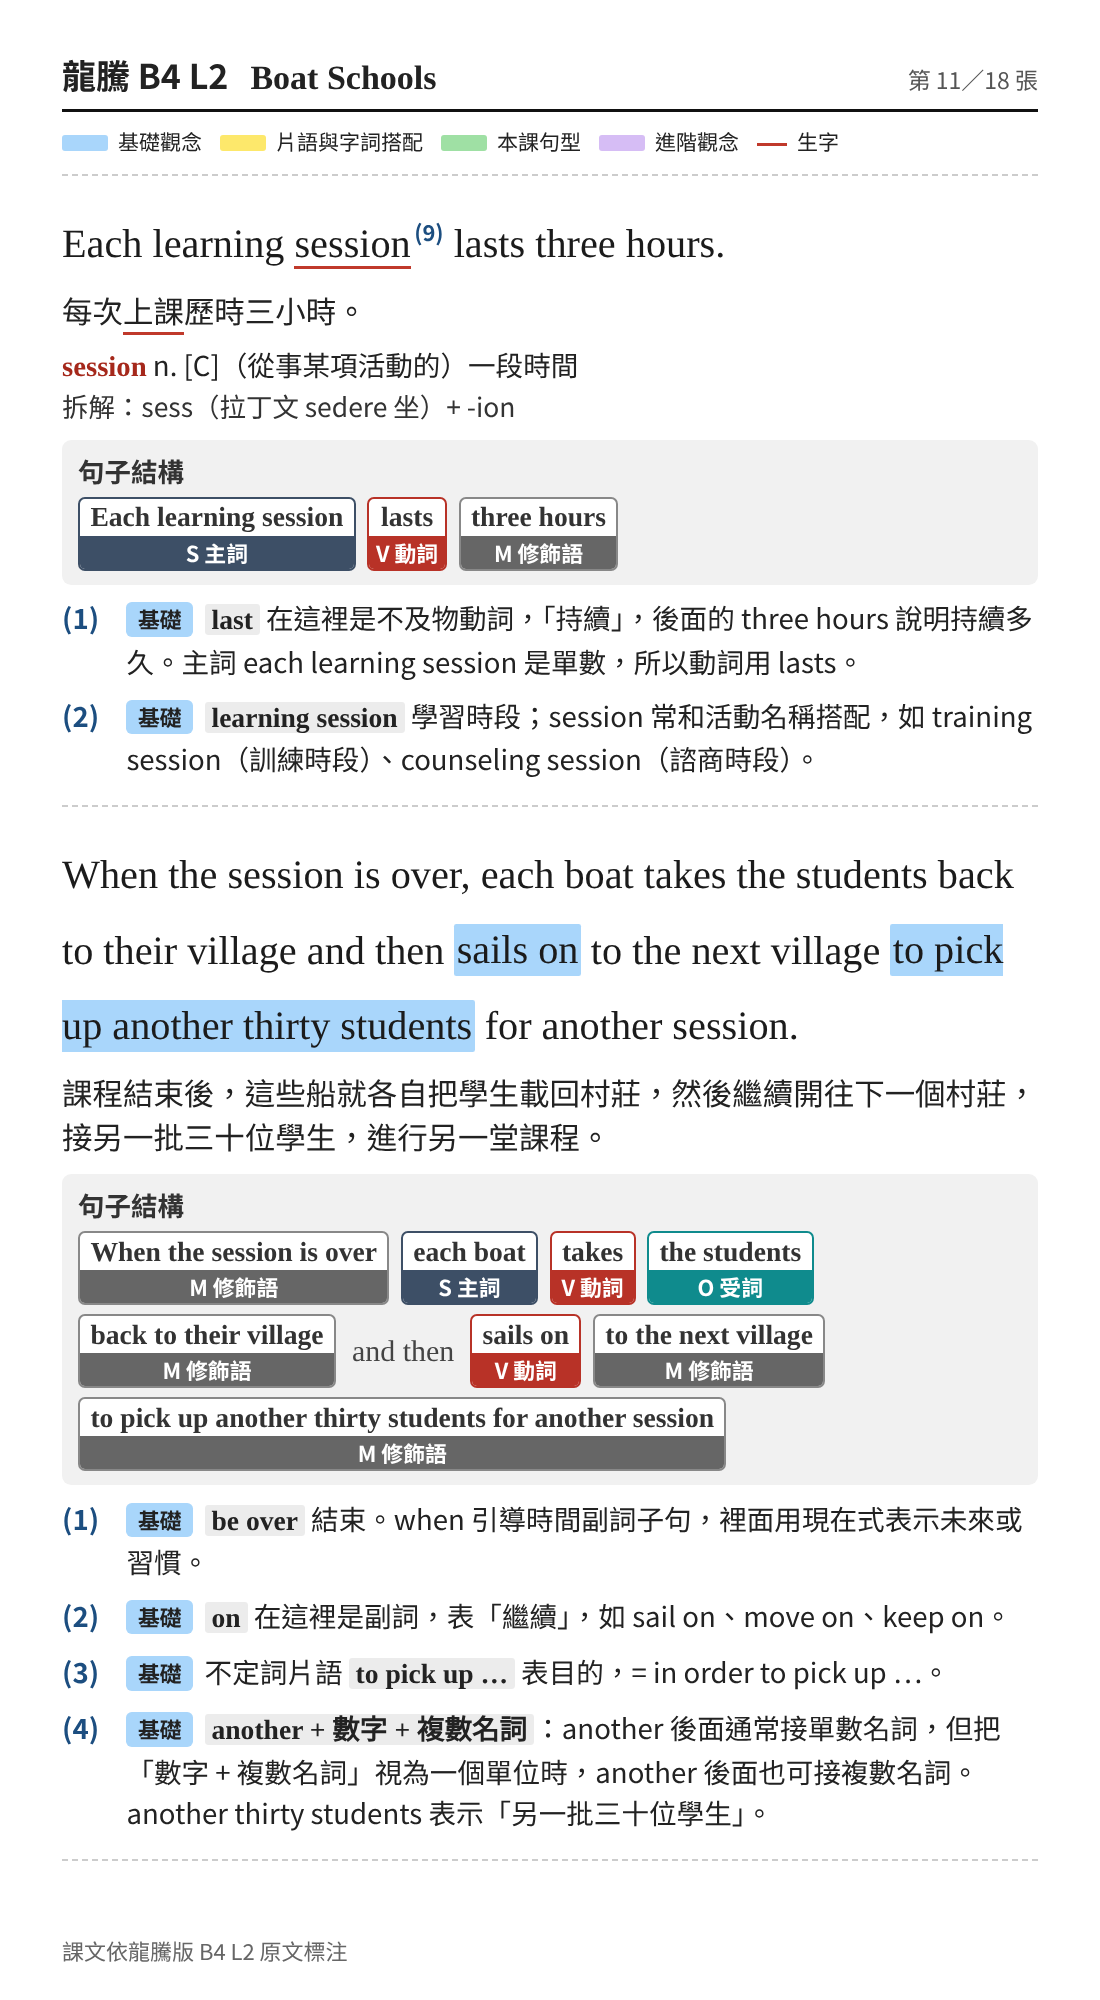 龍騰 B4 L2 Boat Schools
第 11／18 張
基礎觀念 片語與字詞搭配 本課句型 進階觀念 生字
Each learning session(9) lasts three hours.
每次上課歷時三小時。
session n. [C]（從事某項活動的）一段時間
拆解：sess（拉丁文 sedere 坐）+ -ion
句子結構
Each learning session lasts three hours
S 主詞 V 動詞 M 修飾語
(1) 基礎 last 在這裡是不及物動詞，「持續」，後面的 three hours 說明持續多
久。主詞 each learning session 是單數，所以動詞用 lasts。
(2) 基礎 learning session 學習時段；session 常和活動名稱搭配，如 training
session（訓練時段）、counseling session（諮商時段）。
When the session is over, each boat takes the students back
to their village and then sails on to the next village to pick
up another thirty students for another session.
課程結束後，這些船就各自把學生載回村莊，然後繼續開往下一個村莊，
接另一批三十位學生，進行另一堂課程。
句子結構
When the session is over each boat takes the students
M 修飾語 S 主詞 V 動詞 O 受詞
back to their village and then sails on to the next village
M 修飾語 V 動詞 M 修飾語
to pick up another thirty students for another session
M 修飾語
(1) 基礎 be over 結束。when 引導時間副詞子句，裡面用現在式表示未來或
習慣。
(2) 基礎 on 在這裡是副詞，表「繼續」，如 sail on、move on、keep on。
(3) 基礎 不定詞片語 to pick up … 表目的，= in order to pick up …。
(4) 基礎 another + 數字 + 複數名詞：another 後面通常接單數名詞，但把
「數字 + 複數名詞」視為一個單位時，another 後面也可接複數名詞。
another thirty students 表示「另一批三十位學生」。
課文依龍騰版 B4 L2 原文標注